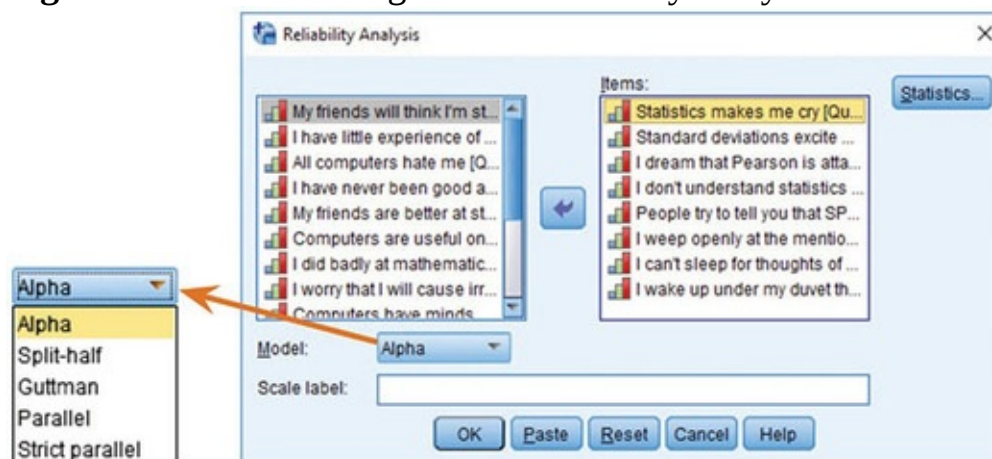 Reliability Analysis
Items:
Statistics...
My friends will think I'm st...
I have little experience of ...
All computers hate me [Q...
I have never been good a...
My friends are better at st...
Computers are useful on...
I did badly at mathematic...
I worry that I will cause irr...
Computers have minds
Statistics makes me cry [Qu...
Standard deviations excite ...
I dream that Pearson is atta...
I don't understand statistics ...
People try to tell you that SP...
I weep openly at the mentio...
I can't sleep for thoughts of ...
I wake up under my duvet th...
Model: Alpha
Scale label:
OK Paste Reset Cancel Help
Alpha
Alpha
Split-half
Guttman
Parallel
Strict parallel